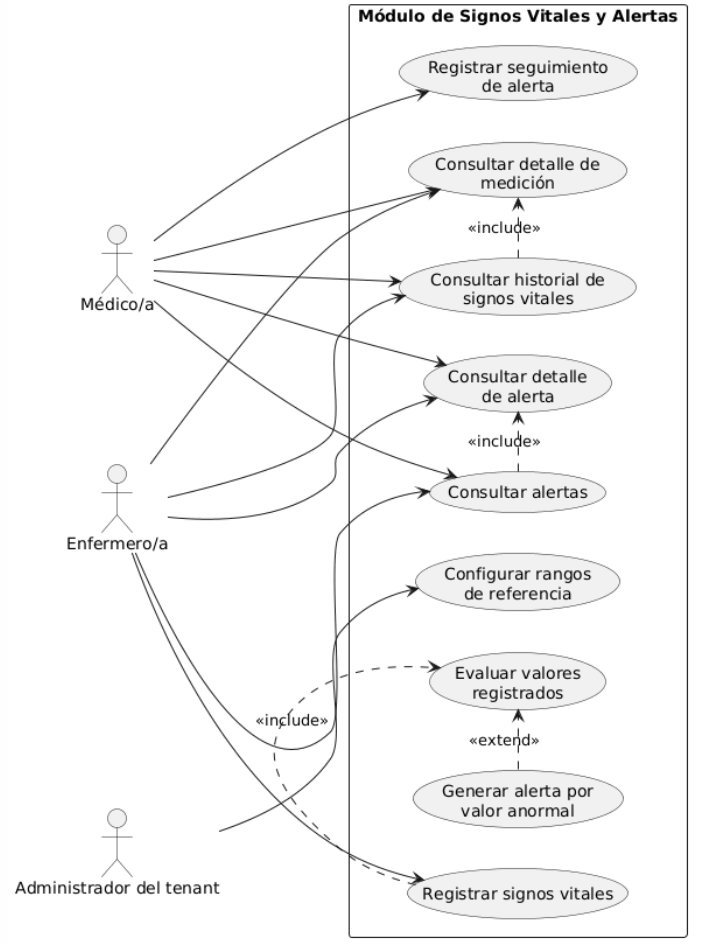 Módulo de Signos Vitales y Alertas
Registrar seguimiento
de alerta
Consultar detalle de
medición
«include»
Médico/a
Consultar historial de
signos vitales
Consultar detalle
de alerta
«include»
Consultar alertas
Enfermero/a
Configurar rangos
de referencia
Evaluar valores
registrados
«include»
«extend»
Generar alerta por
valor anormal
Administrador del tenant
Registrar signos vitales